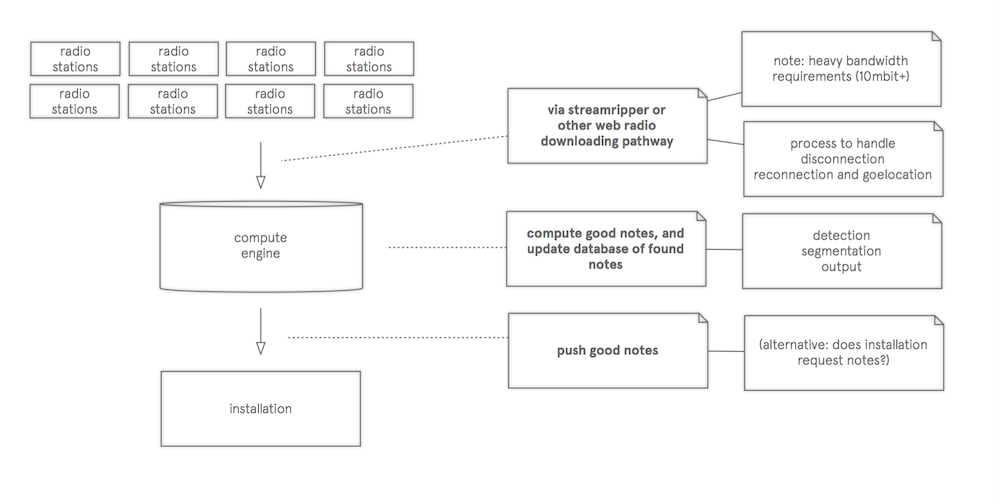 radio
stations
radio
stations
radio
stations
radio
stations
radio
stations
radio
stations
radio
stations
radio
stations
via streamripper or
other web radio
downloading pathway
note: heavy bandwidth
requirements (10mbit+)
process to handle
disconnection
reconnection and goelocation
compute
engine
compute good notes, and
update database of found
notes
detection
segmentation
output
push good notes
(alternative: does installation
request notes?)
installation